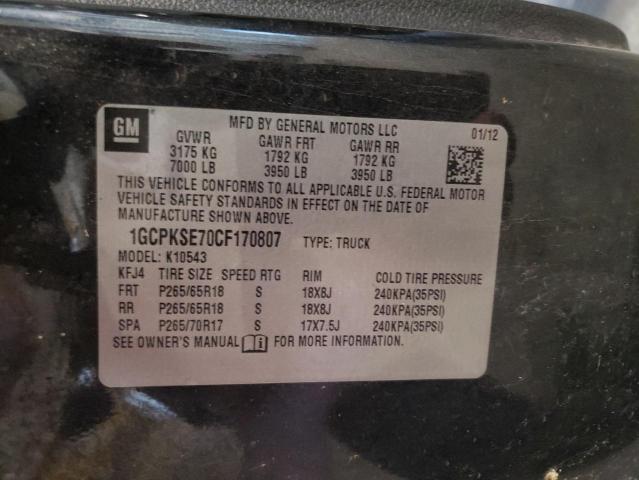 GM
MFD BY GENERAL MOTORS LLC 01/12
GVWR GAWR FRT GAWR RR
3175 KG 1792 KG 1792 KG
7000 LB 3950 LB 3950 LB
THIS VEHICLE CONFORMS TO ALL APPLICABLE U.S. FEDERAL MOTOR
VEHICLE SAFETY STANDARDS IN EFFECT ON THE DATE OF
MANUFACTURE SHOWN ABOVE.
1GCPKSE70CF170807 TYPE: TRUCK
MODEL: K10543
KFJ4 TIRE SIZE SPEED RTG RIM COLD TIRE PRESSURE
FRT P265/65R18 S 18X8J 240KPA(35PSI)
RR P265/65R18 S 18X8J 240KPA(35PSI)
SPA P265/70R17 S 17X7.5J 240KPA(35PSI)
SEE OWNER'S MANUAL FOR MORE INFORMATION.